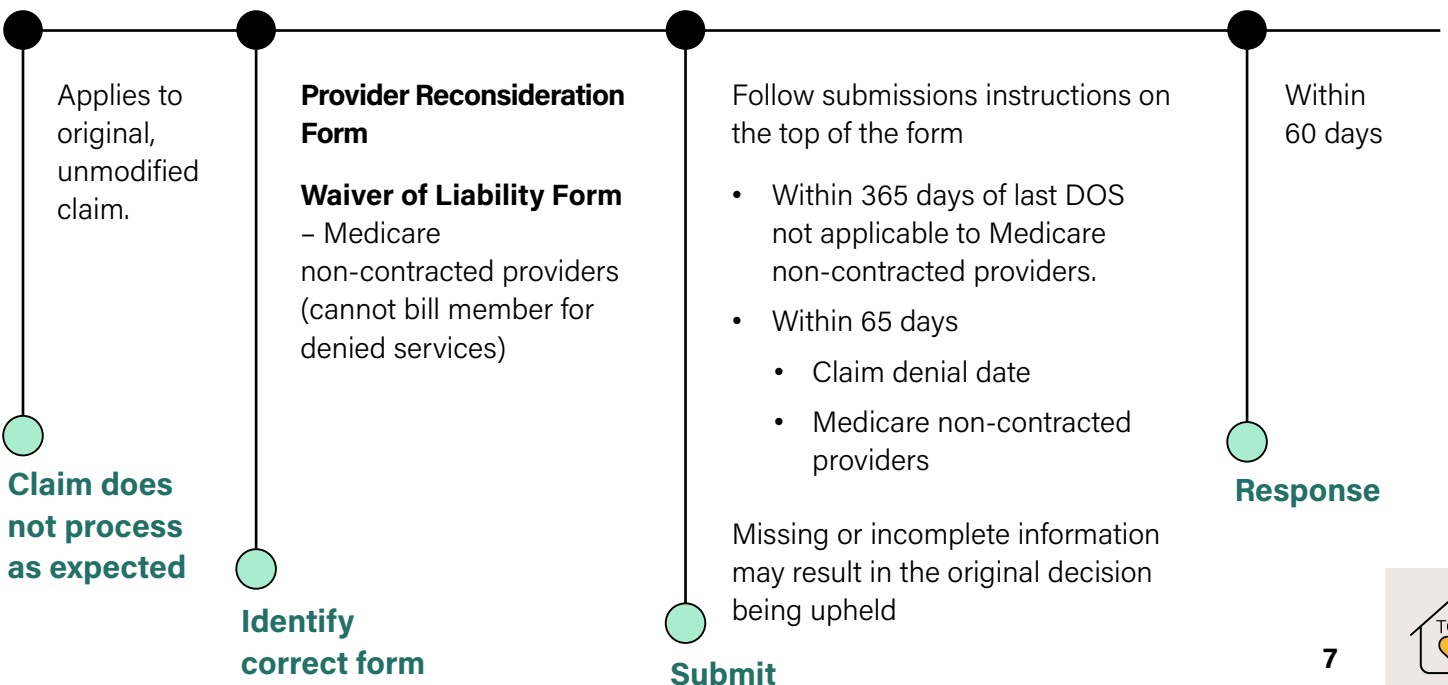 Applies to
original,
unmodified
claim.
Claim does
not process
as expected
Provider Reconsideration
Form
Waiver of Liability Form
– Medicare
non-contracted providers
(cannot bill member for
denied services)
Identify
correct form
Follow submissions instructions on
the top of the form
• Within 365 days of last DOS
not applicable to Medicare
non-contracted providers.
• Within 65 days
• Claim denial date
• Medicare non-contracted
providers
Missing or incomplete information
may result in the original decision
being upheld
Submit
Within
60 days
Response
7